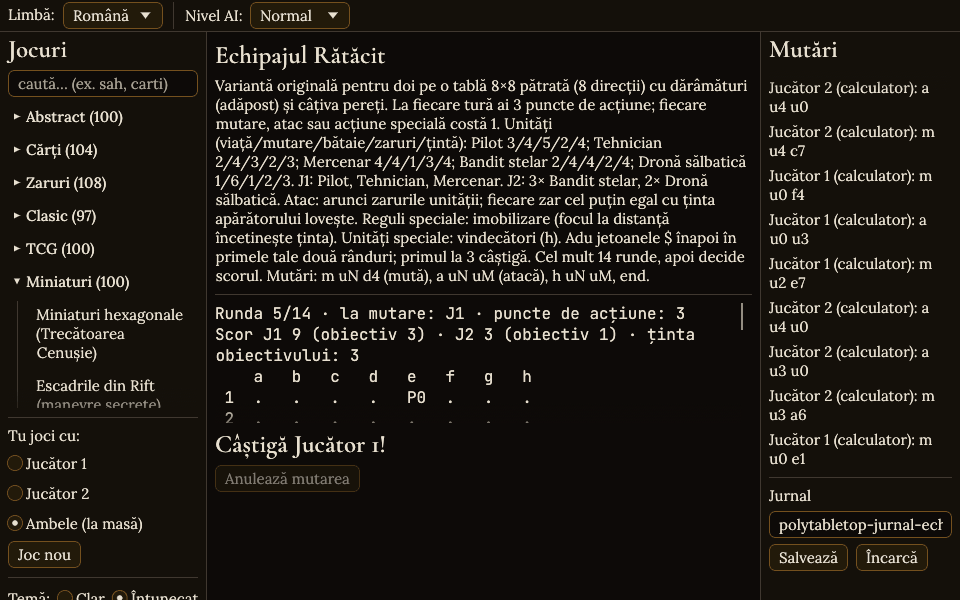 Limbă: Română ▼ Nivel AI: Normal ▼
Jocuri
caută... (ex. sah, carti)
▸ Abstract (100)
▸ Cărți (104)
▸ Zaruri (108)
▸ Clasic (97)
▸ TCG (100)
▾ Miniaturi (100)
Miniaturi hexagonale
(Trecătoarea
Cenușie)
Escadrile din Rift
(manevre secrete)
Tu joci cu:
Jucător 1
Jucător 2
Ambele (la masă)
Joc nou
Temă: Clar Întunecat
Echipajul Rătăcit
Variantă originală pentru doi pe o tablă 8×8 pătrată (8 direcții) cu dărâmături
(adăpost) și câțiva pereți. La fiecare tură ai 3 puncte de acțiune; fiecare
mutare, atac sau acțiune specială costă 1. Unități
(viață/mutare/bătaie/zaruri/țintă): Pilot 3/4/5/2/4; Tehnician
2/4/3/2/3; Mercenar 4/4/1/3/4; Bandit stelar 2/4/4/2/4; Dronă sălbatică
1/6/1/2/3. J1: Pilot, Tehnician, Mercenar. J2: 3× Bandit stelar, 2× Dronă
sălbatică. Atac: arunci zarurile unității; fiecare zar cel puțin egal cu ținta
apărătorului lovește. Reguli speciale: imobilizare (focul la distanță
încetinește ținta). Unități speciale: vindecători (h). Adu jetoanele $ înapoi în
primele tale două rânduri; primul la 3 câștigă. Cel mult 14 runde, apoi decide
scorul. Mutări: m uN d4 (mută), a uN uM (atacă), h uN uM, end.
Runda 5/14 · la mutare: J1 · puncte de acțiune: 3
Scor J1 9 (obiectiv 3) · J2 3 (obiectiv 1) · ținta
obiectivului: 3
a b c d e f g h
1 . . . . P0 . . .
2 . . . . . . . .
Câștigă Jucător 1!
Anulează mutarea
Mutări
Jucător 2 (calculator): a
u4 u0
Jucător 2 (calculator): m
u4 c7
Jucător 1 (calculator): m
u0 f4
Jucător 1 (calculator): a
u0 u3
Jucător 1 (calculator): m
u2 e7
Jucător 2 (calculator): a
u4 u0
Jucător 2 (calculator): a
u3 u0
Jucător 2 (calculator): m
u3 a6
Jucător 1 (calculator): m
u0 e1
Jurnal
polytabletop-jurnal-ech
Salvează Încarcă